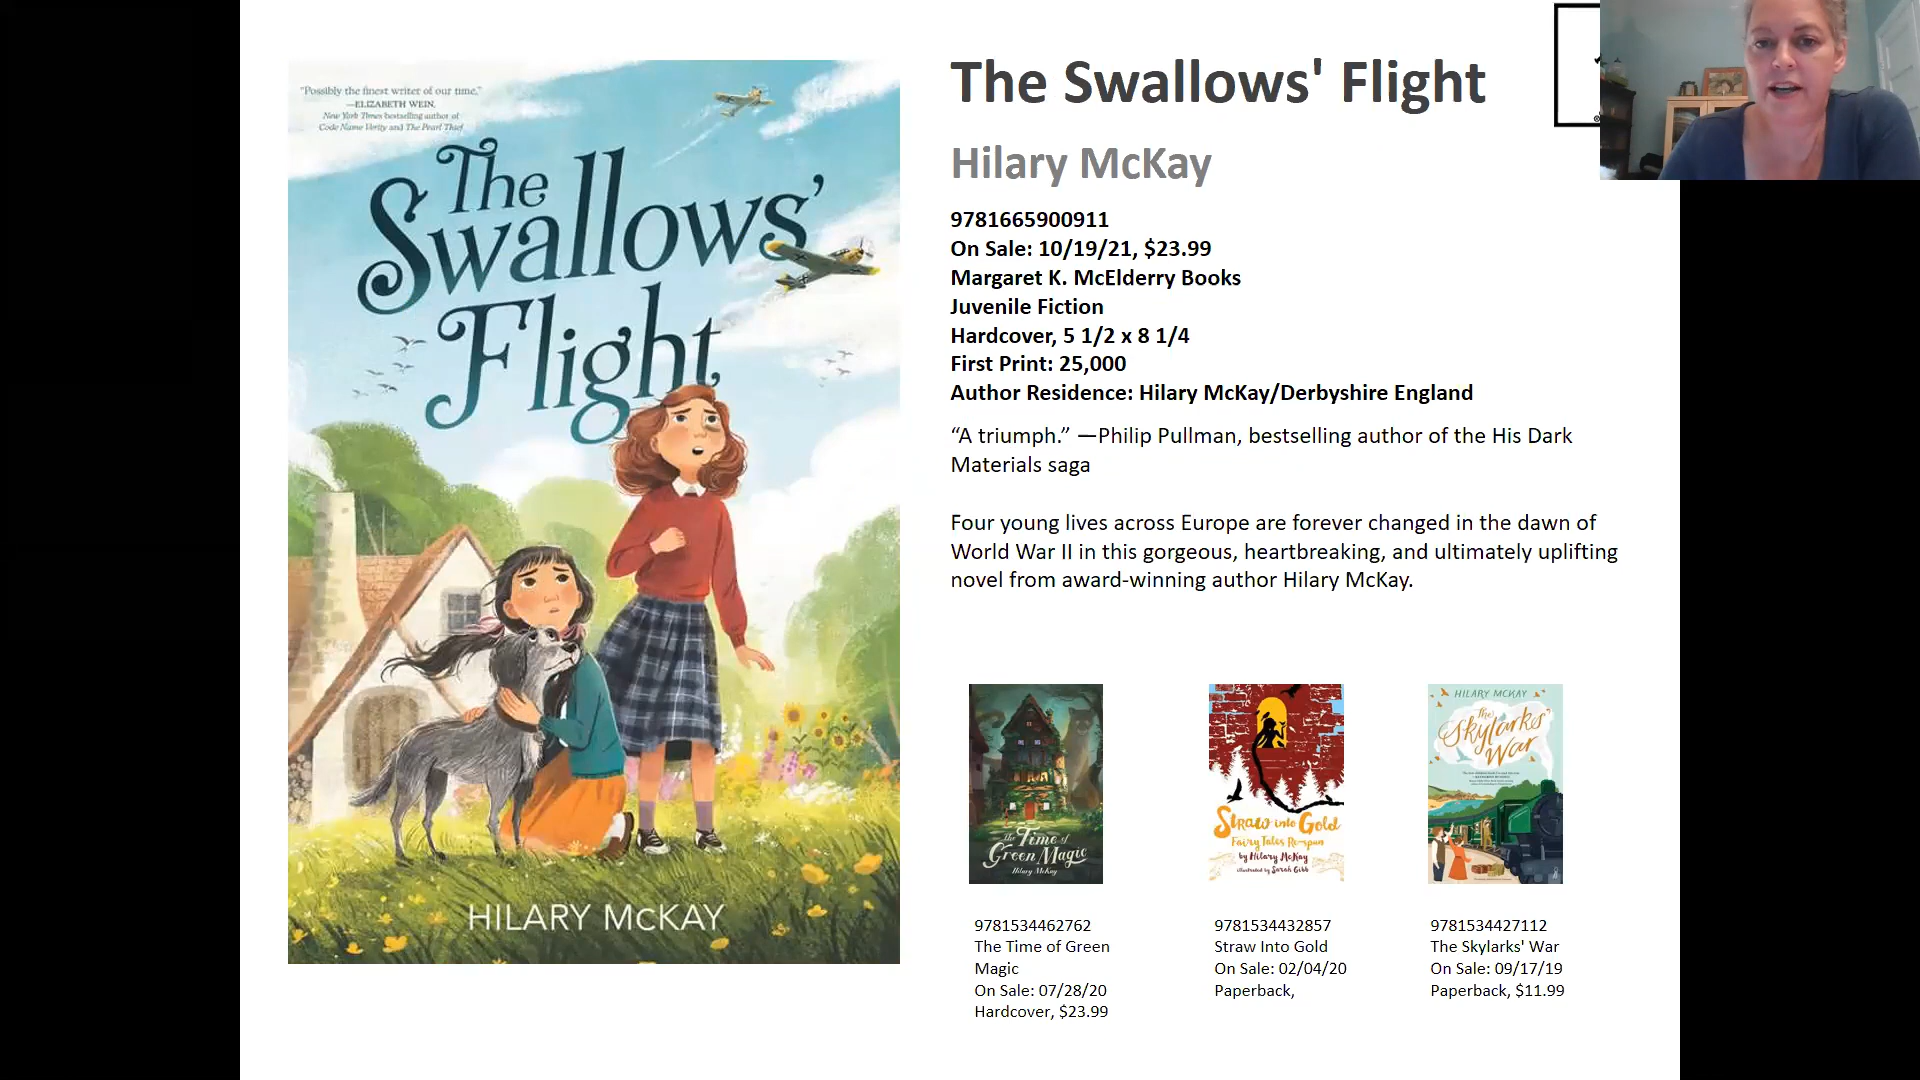 "Possibly the finest writer of our time,"
—ELIZABETH WEIN,
New York Times bestselling author of
Code Name Verity and The Pearl Thief
The
Swallows'
Flight
HILARY McKAY
The Swallows' Flight
Hilary McKay
9781665900911
On Sale: 10/19/21, $23.99
Margaret K. McElderry Books
Juvenile Fiction
Hardcover, 5 1/2 x 8 1/4
First Print: 25,000
Author Residence: Hilary McKay/Derbyshire England
“A triumph.” —Philip Pullman, bestselling author of the His Dark
Materials saga
Four young lives across Europe are forever changed in the dawn of
World War II in this gorgeous, heartbreaking, and ultimately uplifting
novel from award-winning author Hilary McKay.
The Time of
Green Magic
Hilary McKay
9781534462762
The Time of Green
Magic
On Sale: 07/28/20
Hardcover, $23.99
Straw into Gold
Fairy Tales Re-spun
by Hilary McKay
illustrated by Sarah Gibb
9781534432857
Straw Into Gold
On Sale: 02/04/20
Paperback,
HILARY MCKAY
The
Skylarks'
War
9781534427112
The Skylarks' War
On Sale: 09/17/19
Paperback, $11.99